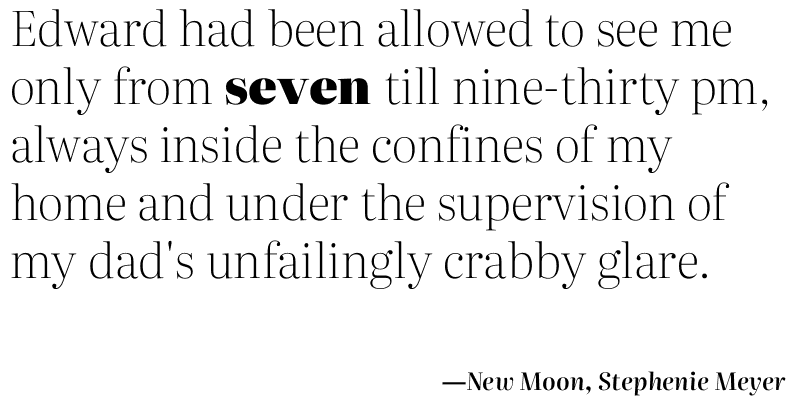 Edward had been allowed to see me
only from seven till nine-thirty pm,
always inside the confines of my
home and under the supervision of
my dad's unfailingly crabby glare.
—New Moon, Stephenie Meyer